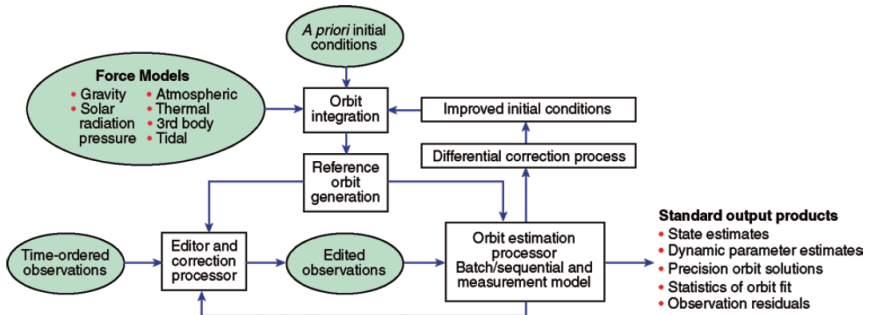 A priori initial
conditions
Force Models
• Gravity
• Solar
radiation
pressure
• Atmospheric
• Thermal
• 3rd body
• Tidal
Orbit
integration
Improved initial conditions
Reference
orbit
generation
Differential correction process
Time-ordered
observations
Editor and
correction
processor
Edited
observations
Orbit estimation
processor
Batch/sequential and
measurement model
Standard output products
• State estimates
• Dynamic parameter estimates
• Precision orbit solutions
• Statistics of orbit fit
• Observation residuals